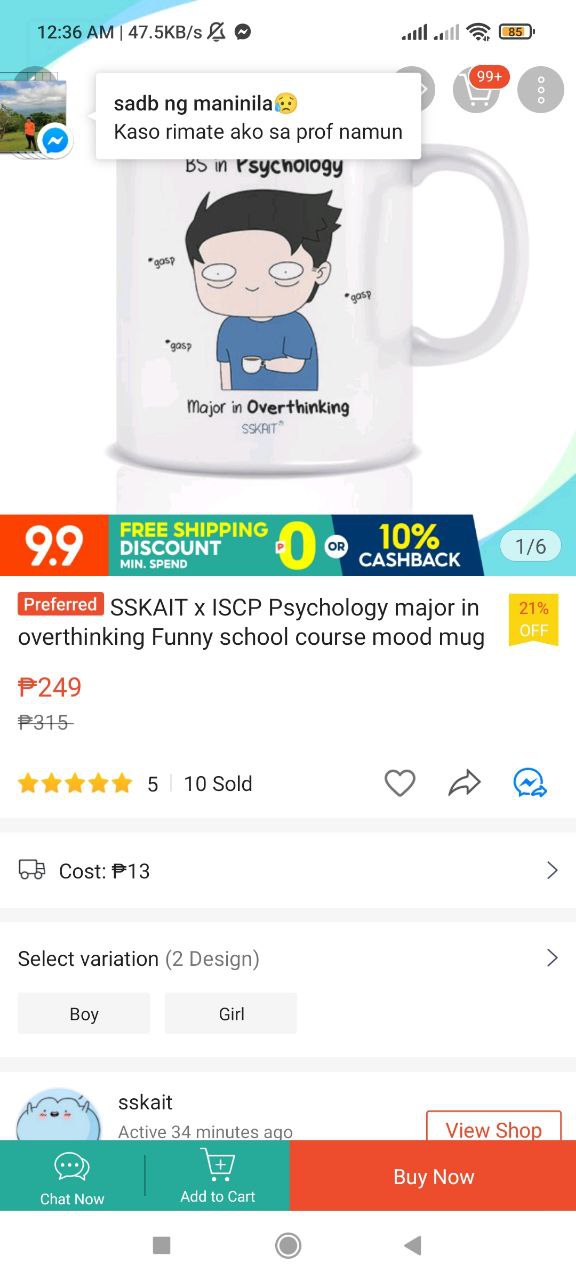 12:36 AM | 47.5KB/s
85
99+
sadb ng maninila😥
Kaso rimate ako sa prof namun
BS in Psychology
*gasp
*gasp
*gasp
Major in Overthinking
SSKAIT®
9.9
FREE SHIPPING
DISCOUNT
MIN. SPEND
₱0
OR
10%
CASHBACK
1/6
Preferred SSKAIT x ISCP Psychology major in
overthinking Funny school course mood mug
21%
OFF
₱249
₱315
5 | 10 Sold
Cost: ₱13
Select variation (2 Design)
Boy
Girl
sskait
Active 34 minutes ago
View Shop
Chat Now
Add to Cart
Buy Now